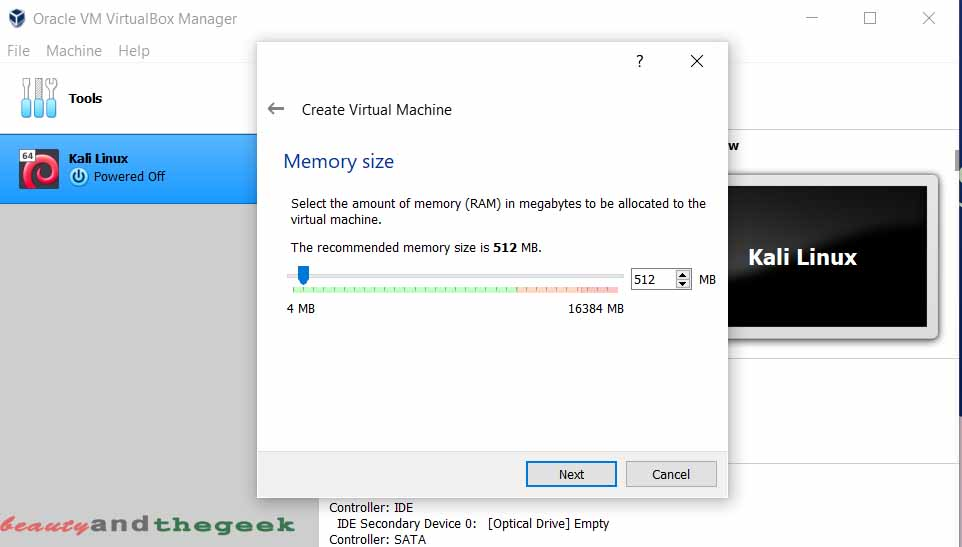 Oracle VM VirtualBox Manager
File Machine Help
Tools
64
Kali Linux
Powered Off
?
Create Virtual Machine
Memory size
Select the amount of memory (RAM) in megabytes to be allocated to the
virtual machine.
The recommended memory size is 512 MB.
512 MB
4 MB 16384 MB
Next Cancel
w
Kali Linux
Controller: IDE
IDE Secondary Device 0: [Optical Drive] Empty
Controller: SATA
beautyandthegeek